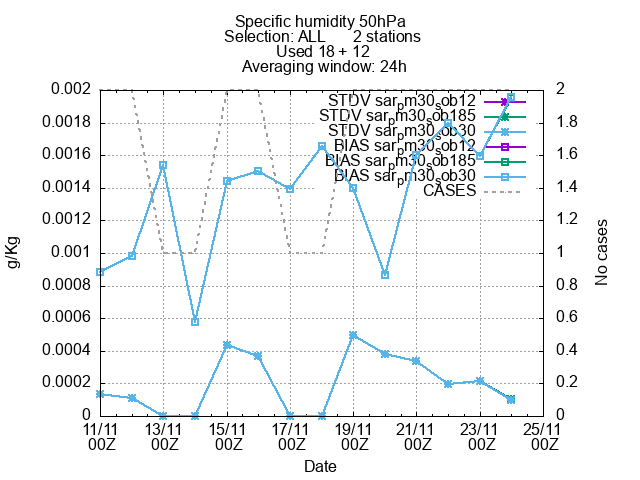 Specific humidity 50hPa
Selection: ALL 2 stations
Used 18 + 12
Averaging window: 24h
0.002 2
STDV sar_pm30_sob12
STDV sar_pm30_sob185
STDV sar_pm30_sob30
BIAS sar_pm30_sob12
BIAS sar_pm30_sob185
BIAS sar_pm30_sob30
CASES
0.0018 1.8
0.0016 1.6
0.0014 1.4
0.0012 1.2
0.001 1
0.0008 0.8
0.0006 0.6
0.0004 0.4
0.0002 0.2
0 0
g/Kg
No cases
11/11 13/11 15/11 17/11 19/11 21/11 23/11 25/11
00Z 00Z 00Z 00Z 00Z 00Z 00Z 00Z
Date